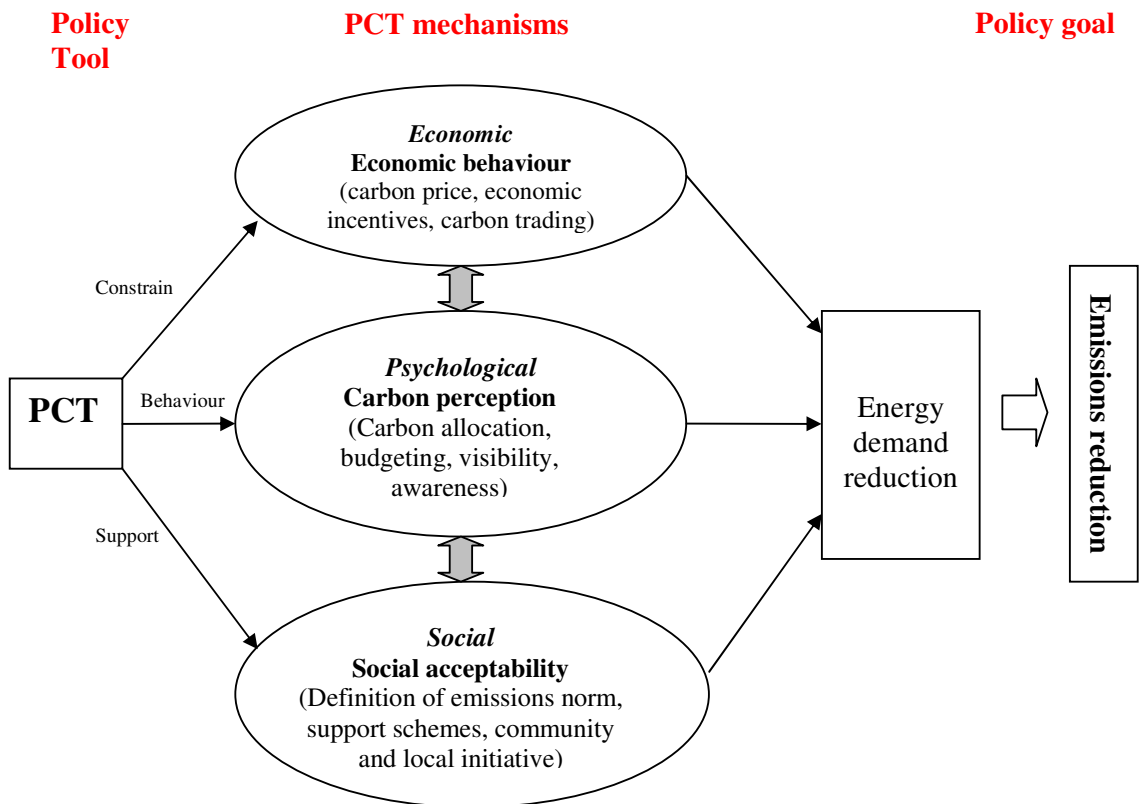 Policy
Tool
PCT mechanisms
Policy goal
Economic
Economic behaviour
(carbon price, economic
incentives, carbon trading)
Constrain
Psychological
Carbon perception
(Carbon allocation,
budgeting, visibility,
awareness)
PCT
Behaviour
Energy
demand
reduction
Emissions reduction
Support
Social
Social acceptability
(Definition of emissions norm,
support schemes, community
and local initiative)